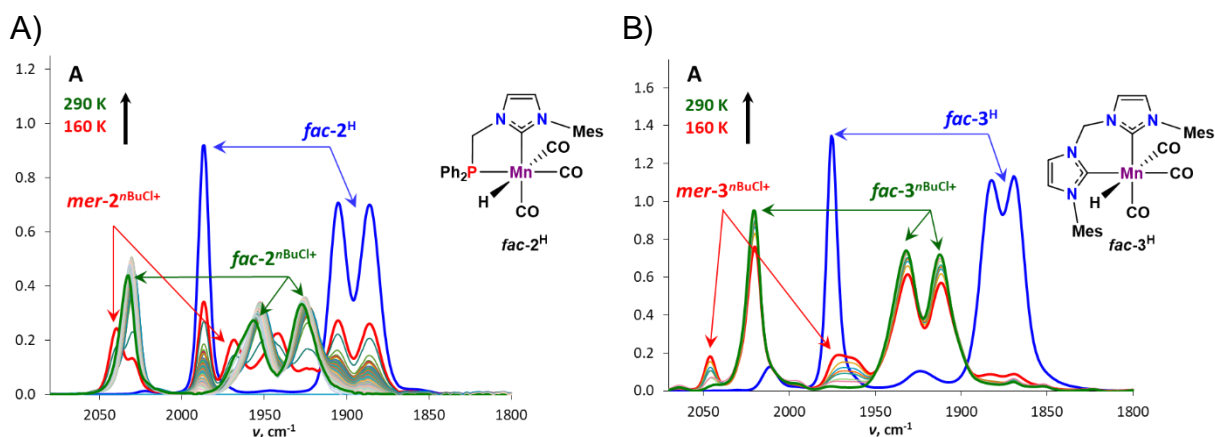 A)
A
290 K
160 K
fac-2ᴴ
mer-2ⁿᴮᵘᶜˡ⁺
fac-2ⁿᴮᵘᶜˡ⁺
N
N
Mes
Ph₂P
Mn
CO
CO
H
CO
fac-2ᴴ
1.2
1.0
0.8
0.6
0.4
0.2
0.0
2050
2000
1950
1900
1850
1800
ν, cm⁻¹
B)
A
290 K
160 K
fac-3ᴴ
mer-3ⁿᴮᵘᶜˡ⁺
fac-3ⁿᴮᵘᶜˡ⁺
N
N
Mes
N
N
Mn
CO
CO
H
CO
Mes
fac-3ᴴ
1.6
1.4
1.2
1.0
0.8
0.6
0.4
0.2
0.0
2050
2000
1950
1900
1850
1800
ν, cm⁻¹